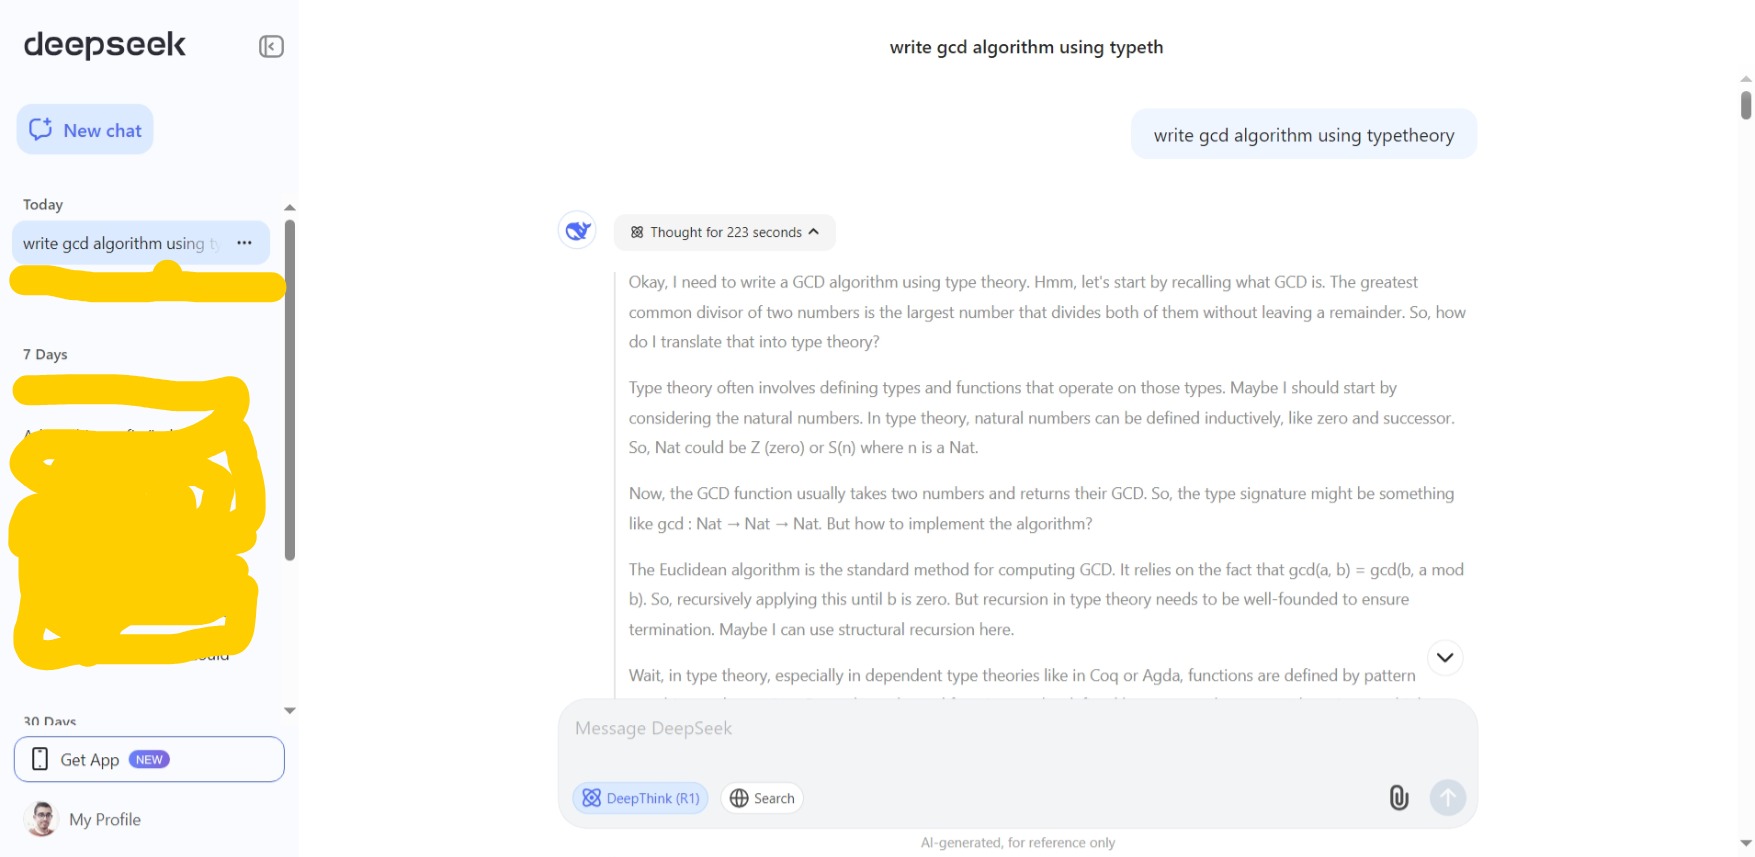 deepseek
New chat
Today
write gcd algorithm using ty
7 Days
30 Days
Get App NEW
My Profile
write gcd algorithm using typeth
write gcd algorithm using typetheory
Thought for 223 seconds
Okay, I need to write a GCD algorithm using type theory. Hmm, let's start by recalling what GCD is. The greatest
common divisor of two numbers is the largest number that divides both of them without leaving a remainder. So, how
do I translate that into type theory?
Type theory often involves defining types and functions that operate on those types. Maybe I should start by
considering the natural numbers. In type theory, natural numbers can be defined inductively, like zero and successor.
So, Nat could be Z (zero) or S(n) where n is a Nat.
Now, the GCD function usually takes two numbers and returns their GCD. So, the type signature might be something
like gcd : Nat → Nat → Nat. But how to implement the algorithm?
The Euclidean algorithm is the standard method for computing GCD. It relies on the fact that gcd(a, b) = gcd(b, a mod
b). So, recursively applying this until b is zero. But recursion in type theory needs to be well-founded to ensure
termination. Maybe I can use structural recursion here.
Wait, in type theory, especially in dependent type theories like in Coq or Agda, functions are defined by pattern
Message DeepSeek
DeepThink (R1)
Search
AI-generated, for reference only